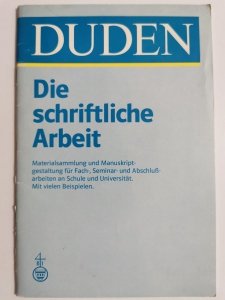 DUDEN
Die
schriftliche
Arbeit
Materialsammlung und Manuskript-
gestaltung für Fach-, Seminar- und Abschluß-
arbeiten an Schule und Universität.
Mit vielen Beispielen.